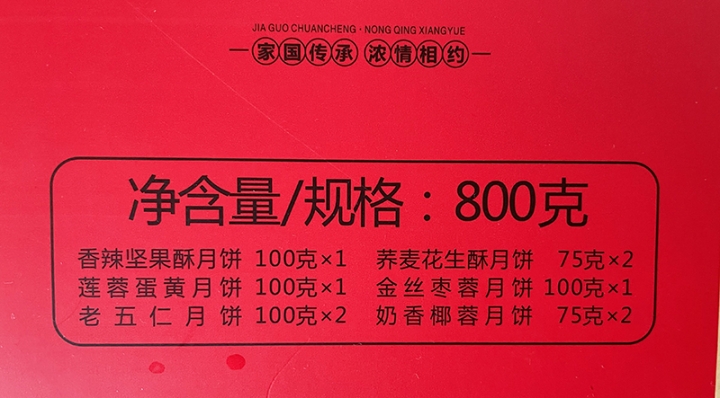 JIA GUO CHUANCHENG · NONG QING XIANGYUE
家国传承 浓情相约
净含量/规格：800克
香辣坚果酥月饼 100克×1 荞麦花生酥月饼 75克×2
莲蓉蛋黄月饼 100克×1 金丝枣蓉月饼 100克×1
老五仁月饼 100克×2 奶香椰蓉月饼 75克×2